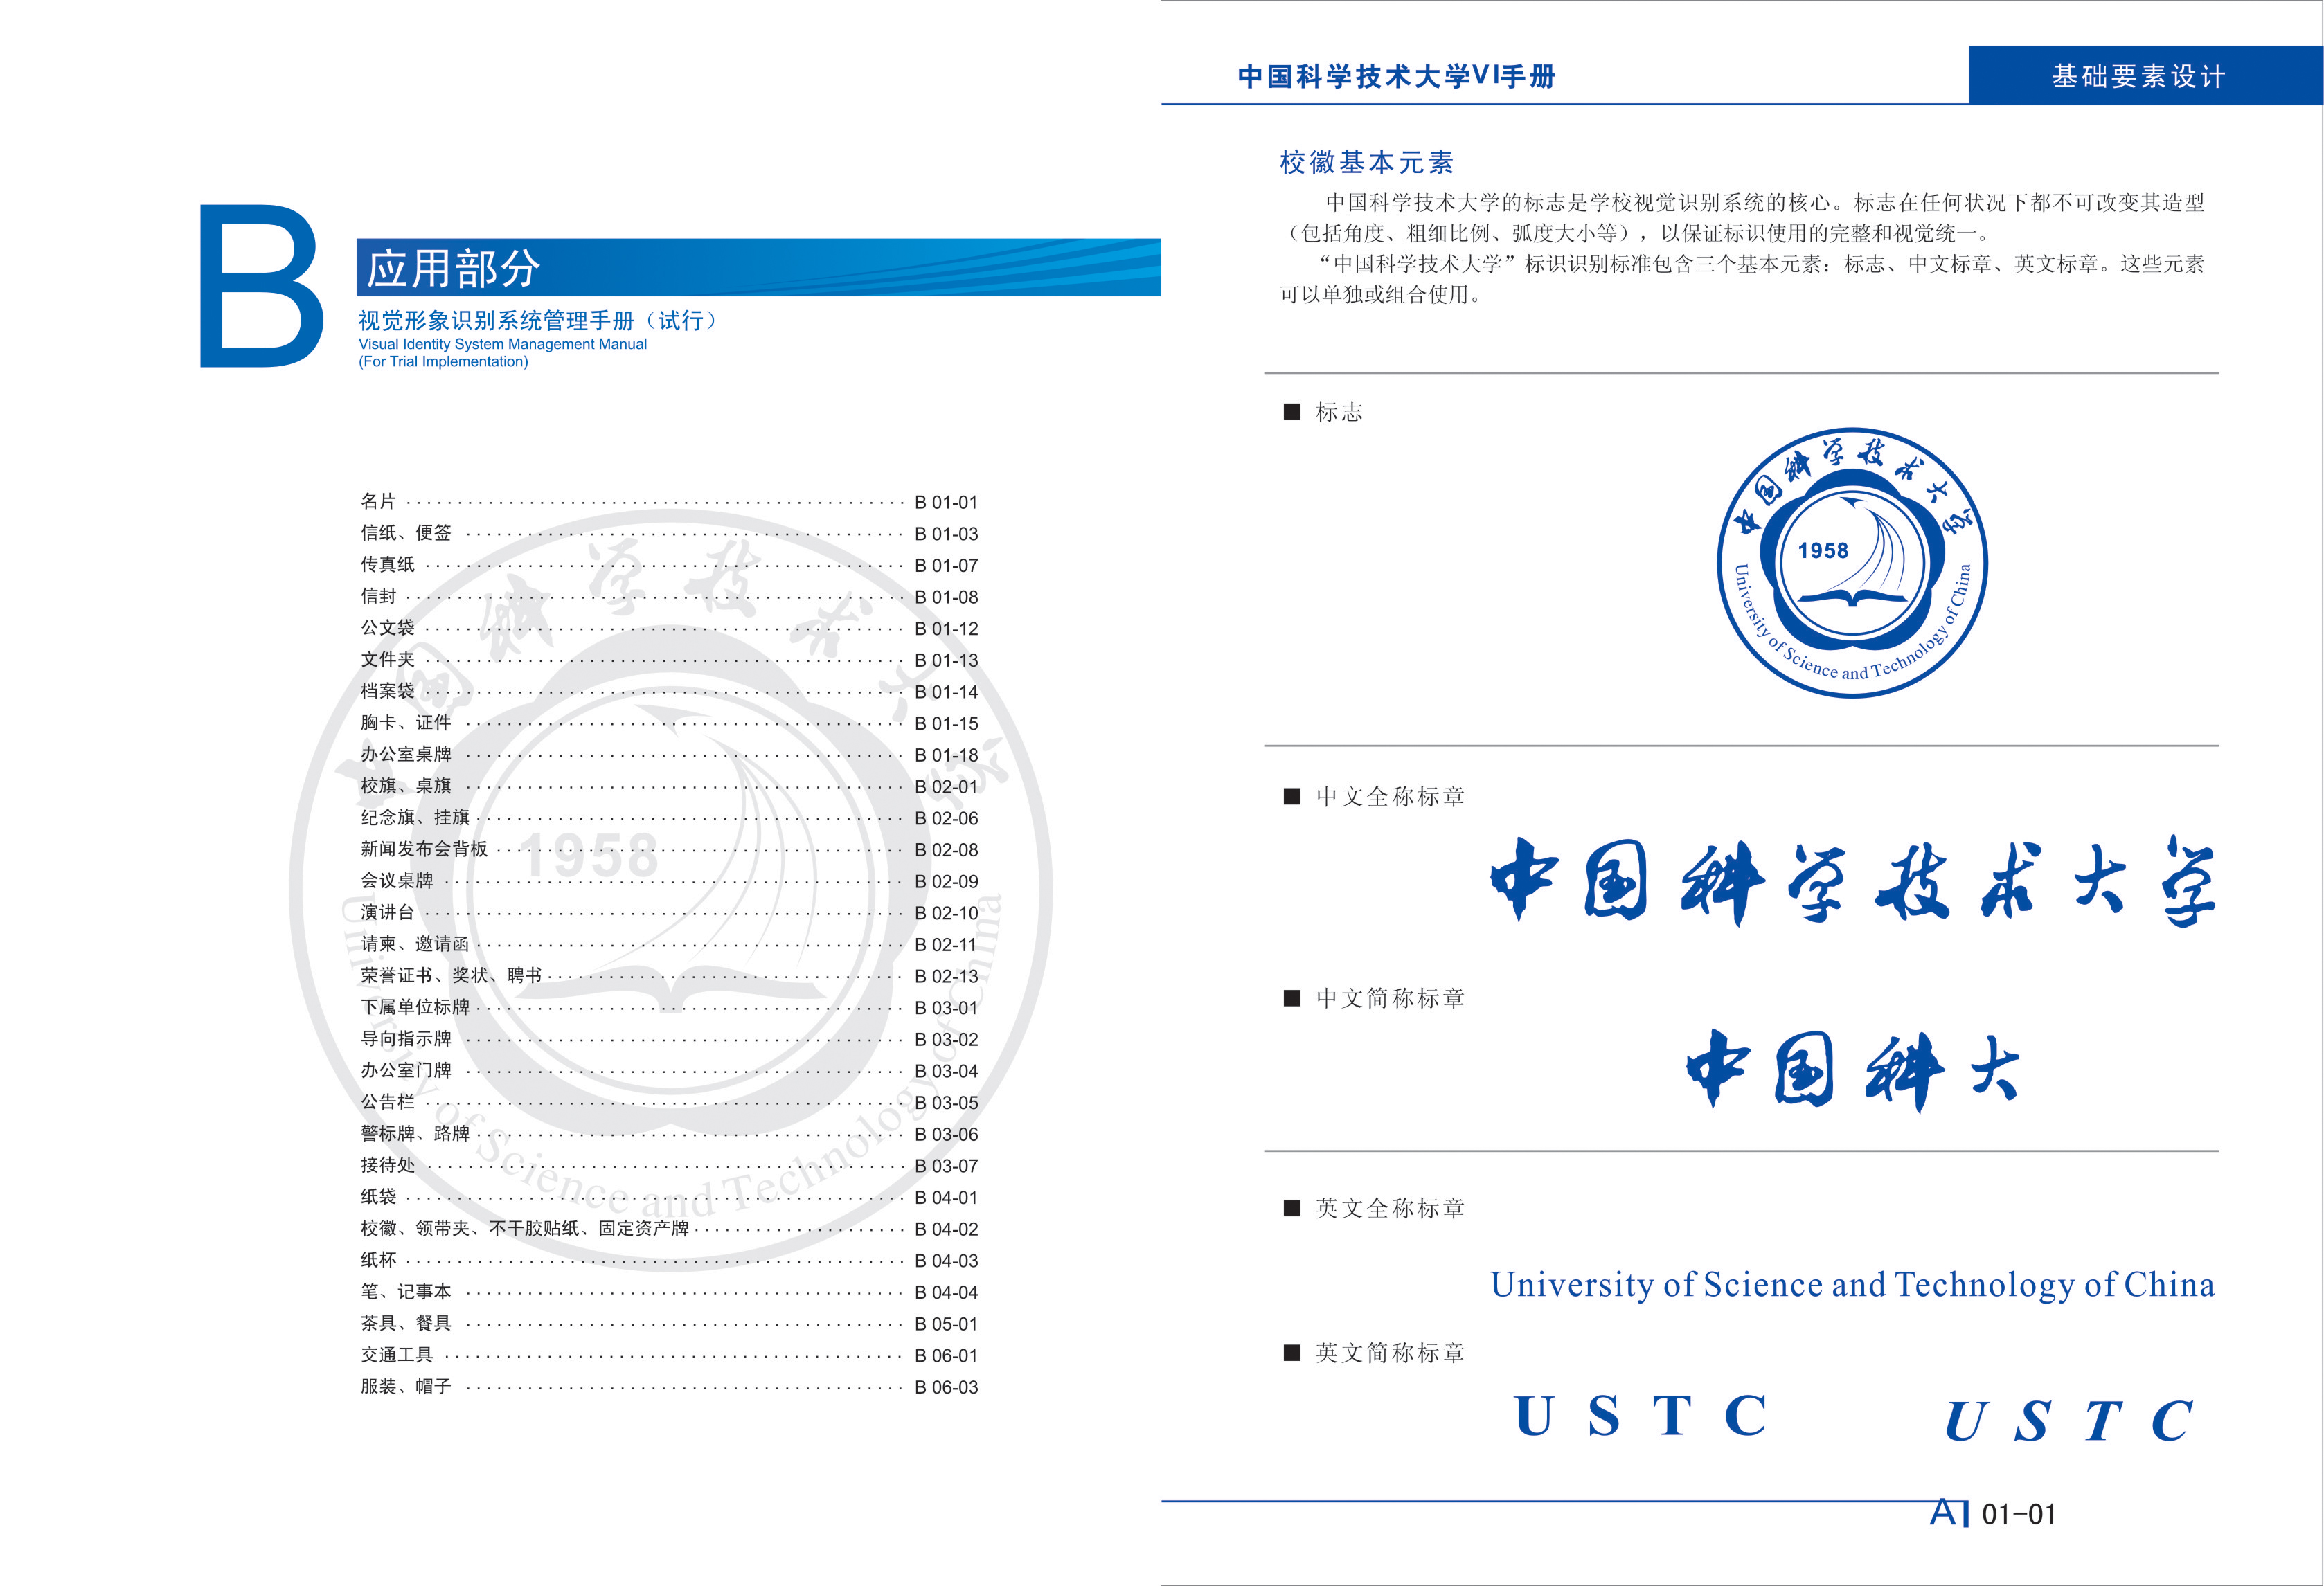 B
应用部分
视觉形象识别系统管理手册（试行）
Visual Identity System Management Manual
(For Trial Implementation)
名片 B 01-01
信纸、便签 B 01-03
传真纸 B 01-07
信封 B 01-08
公文袋 B 01-12
文件夹 B 01-13
档案袋 B 01-14
胸卡、证件 B 01-15
办公室桌牌 B 01-18
校旗、桌旗 B 02-01
纪念旗、挂旗 B 02-06
新闻发布会背板 B 02-08
会议桌牌 B 02-09
演讲台 B 02-10
请柬、邀请函 B 02-11
荣誉证书、奖状、聘书 B 02-13
下属单位标牌 B 03-01
导向指示牌 B 03-02
办公室门牌 B 03-04
公告栏 B 03-05
警标牌、路牌 B 03-06
接待处 B 03-07
纸袋 B 04-01
校徽、领带夹、不干胶贴纸、固定资产牌 B 04-02
纸杯 B 04-03
笔、记事本 B 04-04
茶具、餐具 B 05-01
交通工具 B 06-01
服装、帽子 B 06-03
中国科学技术大学
1958
University of Science and Technology of China
中国科学技术大学VI手册
基础要素设计
校徽基本元素
中国科学技术大学的标志是学校视觉识别系统的核心。标志在任何状况下都不可改变其造型
（包括角度、粗细比例、弧度大小等），以保证标识使用的完整和视觉统一。
“中国科学技术大学”标识识别标准包含三个基本元素：标志、中文标章、英文标章。这些元素
可以单独或组合使用。
■ 标志
中国科学技术大学
1958
University of Science and Technology of China
■ 中文全称标章
中国科学技术大学
■ 中文简称标章
中国科大
■ 英文全称标章
University of Science and Technology of China
■ 英文简称标章
USTC USTC
A 01-01